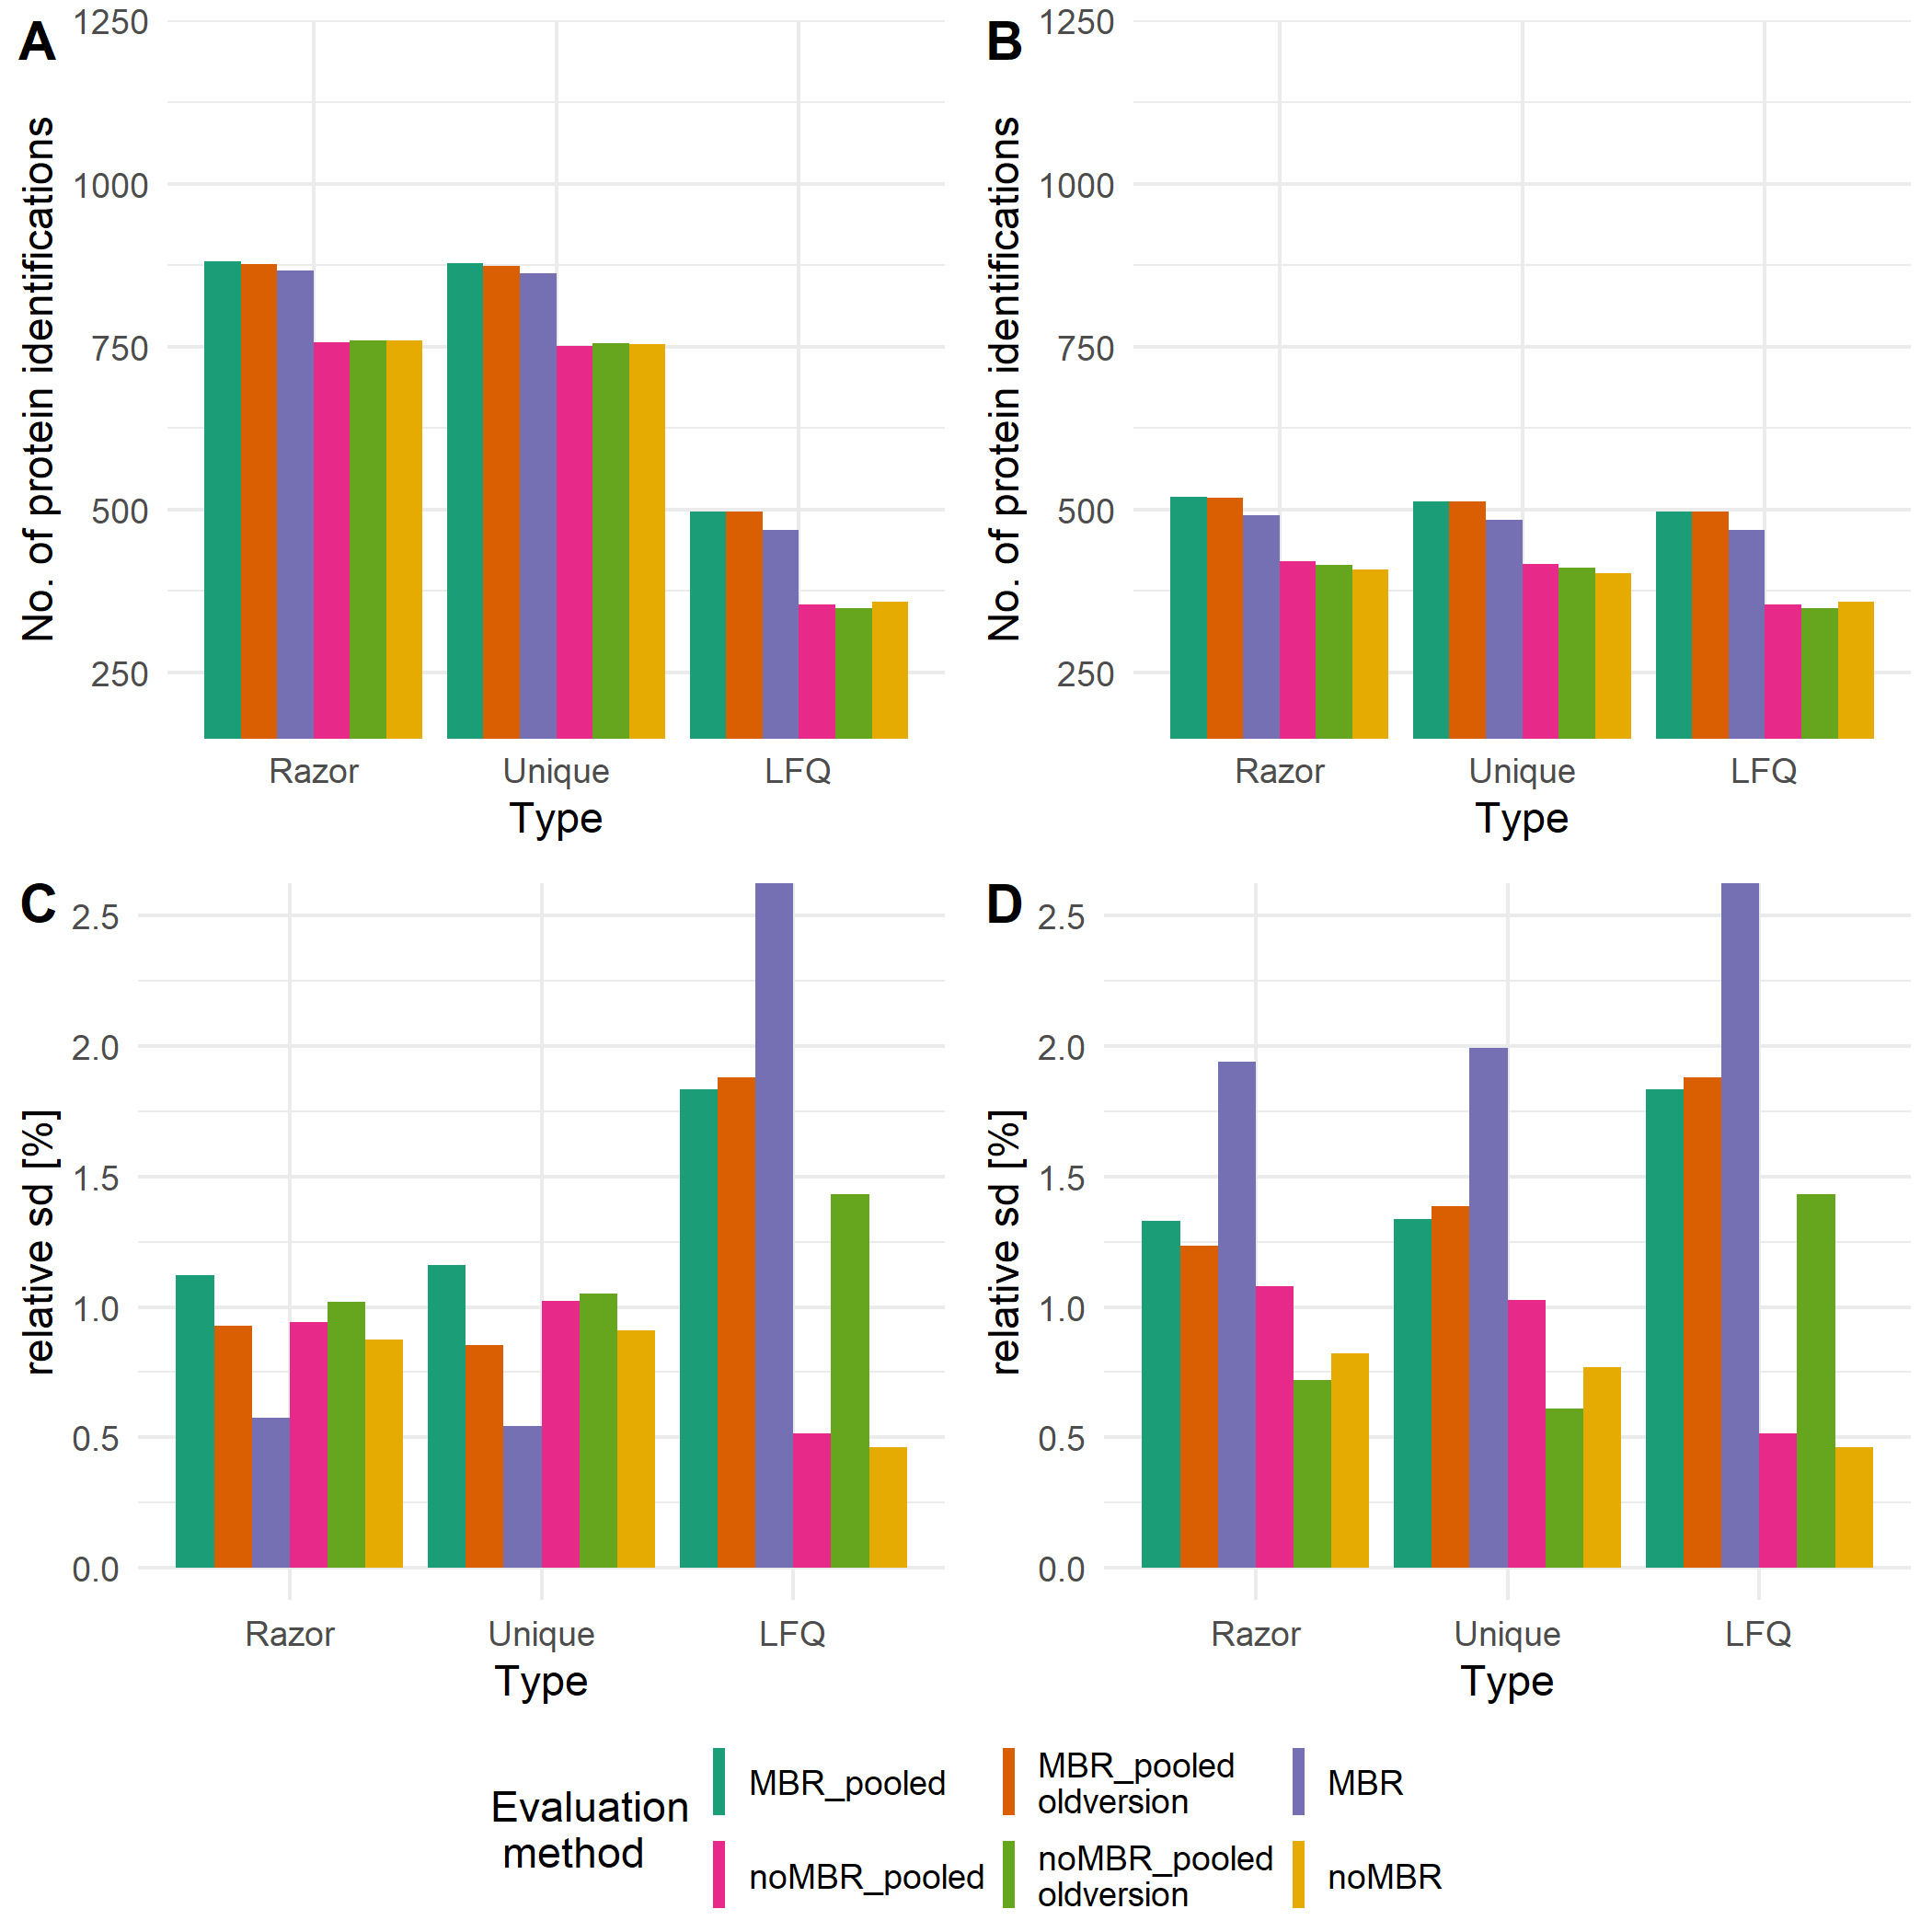 A
1250
1000
750
500
250
No. of protein identifications
Razor
Unique
LFQ
Type
B
1250
1000
750
500
250
No. of protein identifications
Razor
Unique
LFQ
Type
C
2.5
2.0
1.5
1.0
0.5
0.0
relative sd [%]
Razor
Unique
LFQ
Type
D
2.5
2.0
1.5
1.0
0.5
0.0
relative sd [%]
Razor
Unique
LFQ
Type
Evaluation
method
MBR_pooled
MBR_pooled
oldversion
MBR
noMBR_pooled
noMBR_pooled
oldversion
noMBR